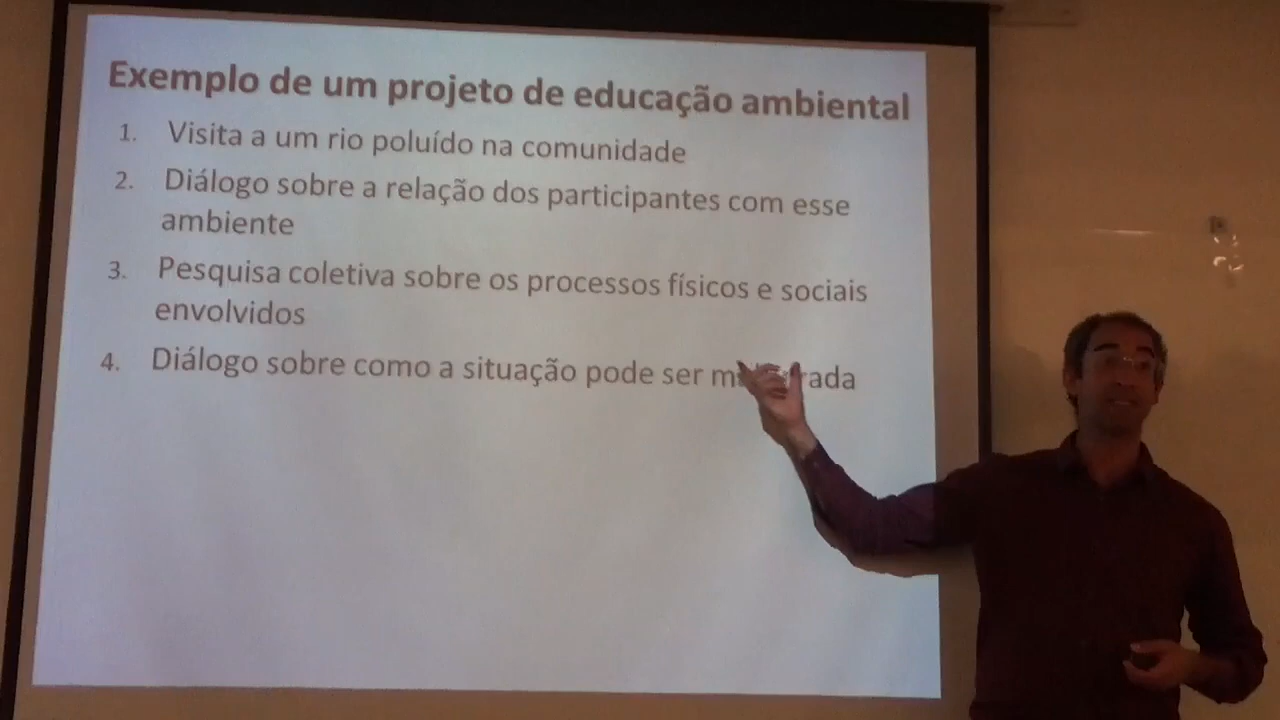 Exemplo de um projeto de educação ambiental
1. Visita a um rio poluído na comunidade
2. Diálogo sobre a relação dos participantes com esse
ambiente
3. Pesquisa coletiva sobre os processos físicos e sociais
envolvidos
4. Diálogo sobre como a situação pode ser